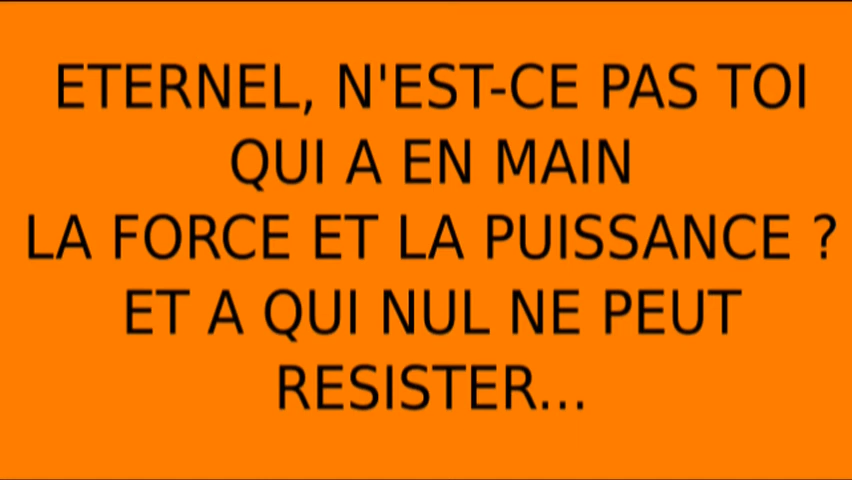 ETERNEL, N'EST-CE PAS TOI
QUI A EN MAIN
LA FORCE ET LA PUISSANCE ?
ET A QUI NUL NE PEUT
RESISTER...